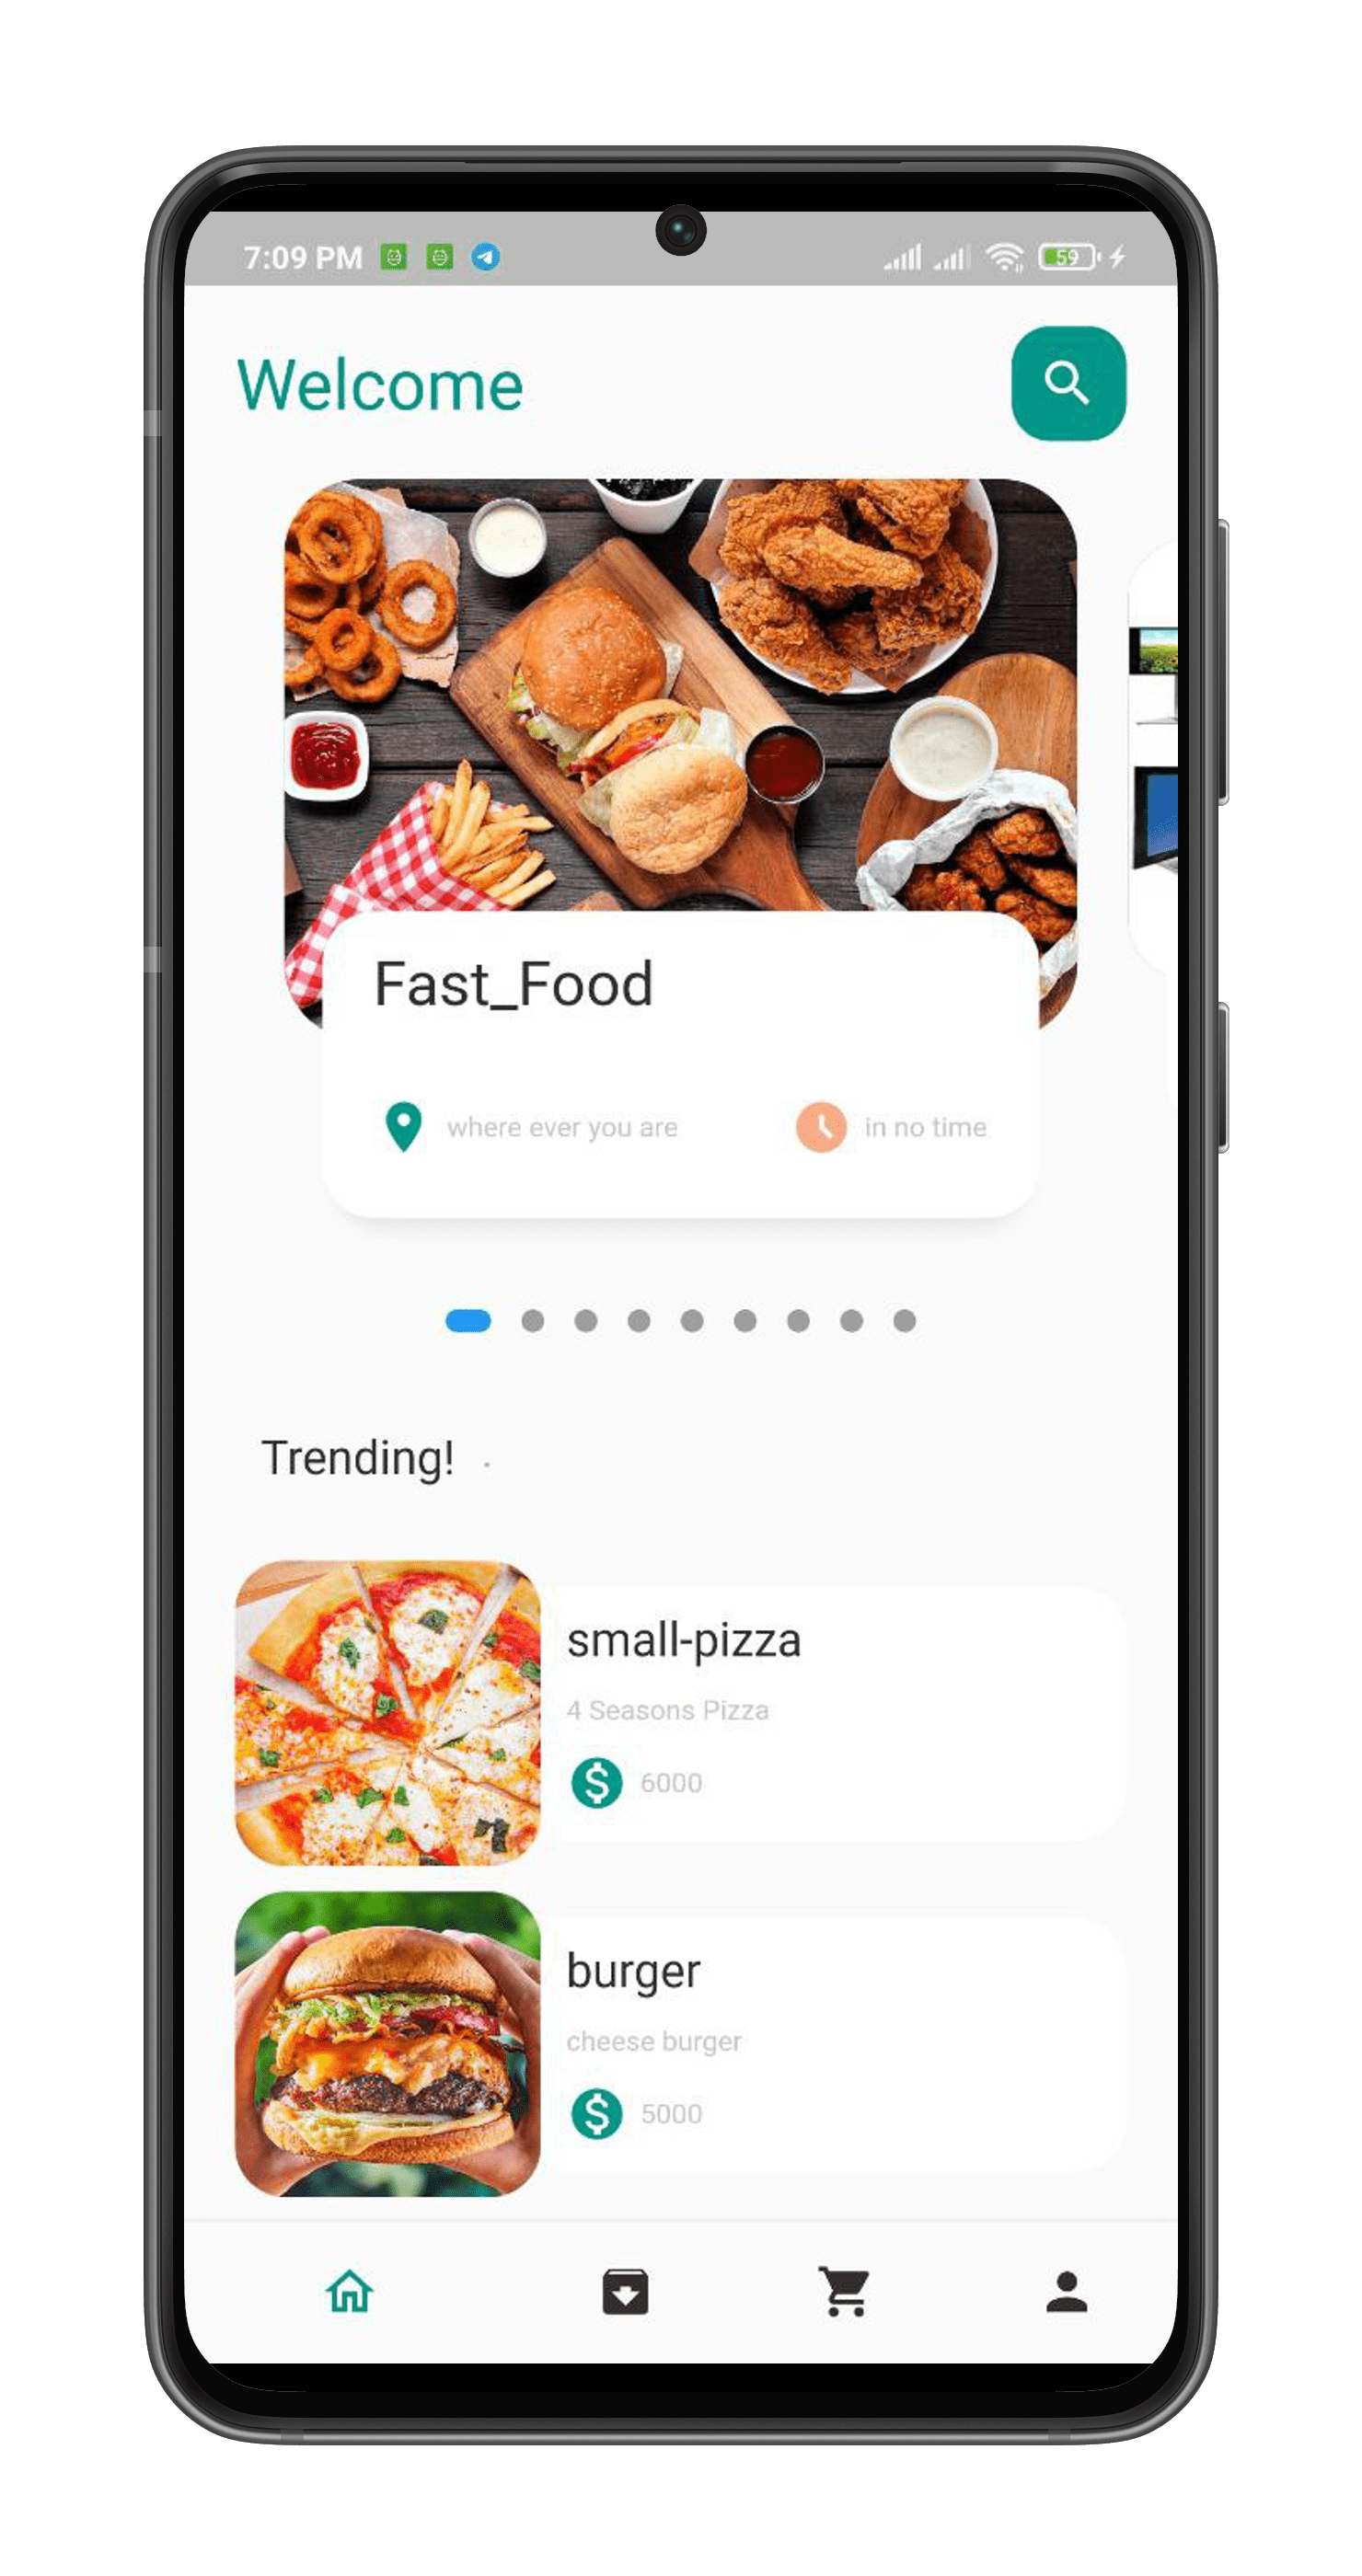 7:09 PM
59
Welcome
Fast_Food
where ever you are
in no time
Trending!
small-pizza
4 Seasons Pizza
6000
burger
cheese burger
5000